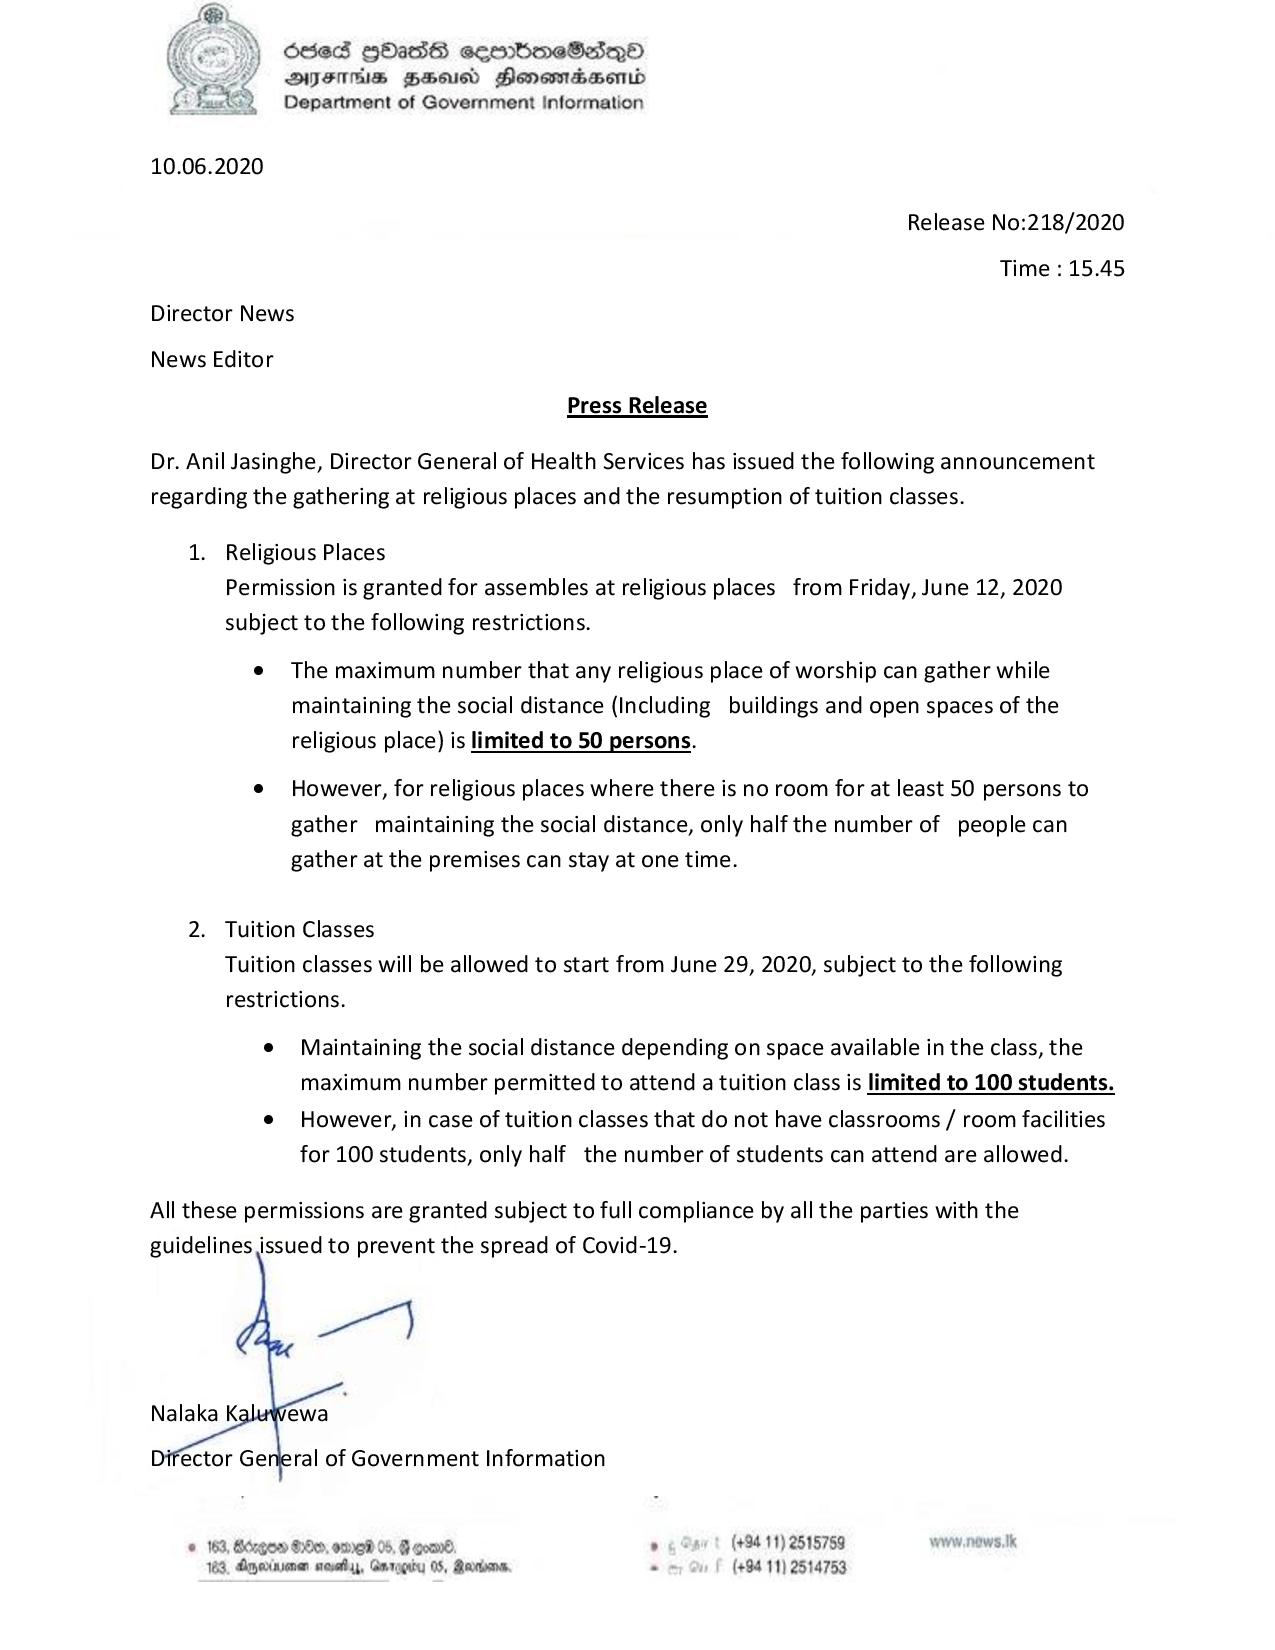 රජයේ ප්‍රවෘත්ති දෙපාර්තමේන්තුව
அரசாங்க தகவல் திணைக்களம்
Department of Government Information
10.06.2020
Release No:218/2020
Time : 15.45
Director News
News Editor
Press Release
Dr. Anil Jasinghe, Director General of Health Services has issued the following announcement
regarding the gathering at religious places and the resumption of tuition classes.
1. Religious Places
Permission is granted for assembles at religious places from Friday, June 12, 2020
subject to the following restrictions.
• The maximum number that any religious place of worship can gather while
maintaining the social distance (Including buildings and open spaces of the
religious place) is limited to 50 persons.
• However, for religious places where there is no room for at least 50 persons to
gather maintaining the social distance, only half the number of people can
gather at the premises can stay at one time.
2. Tuition Classes
Tuition classes will be allowed to start from June 29, 2020, subject to the following
restrictions.
• Maintaining the social distance depending on space available in the class, the
maximum number permitted to attend a tuition class is limited to 100 students.
• However, in case of tuition classes that do not have classrooms / room facilities
for 100 students, only half the number of students can attend are allowed.
All these permissions are granted subject to full compliance by all the parties with the
guidelines issued to prevent the spread of Covid-19.
Nalaka Kaluwewa
Director General of Government Information
• 163, කිරුලපන මාවත, කොළඹ 05, ශ්‍රී ලංකාව.
163, கிருலப்பனை எவனியூ, கொழும்பு 05, இலங்கை.
(+94 11) 2515759
(+94 11) 2514753
www.news.lk